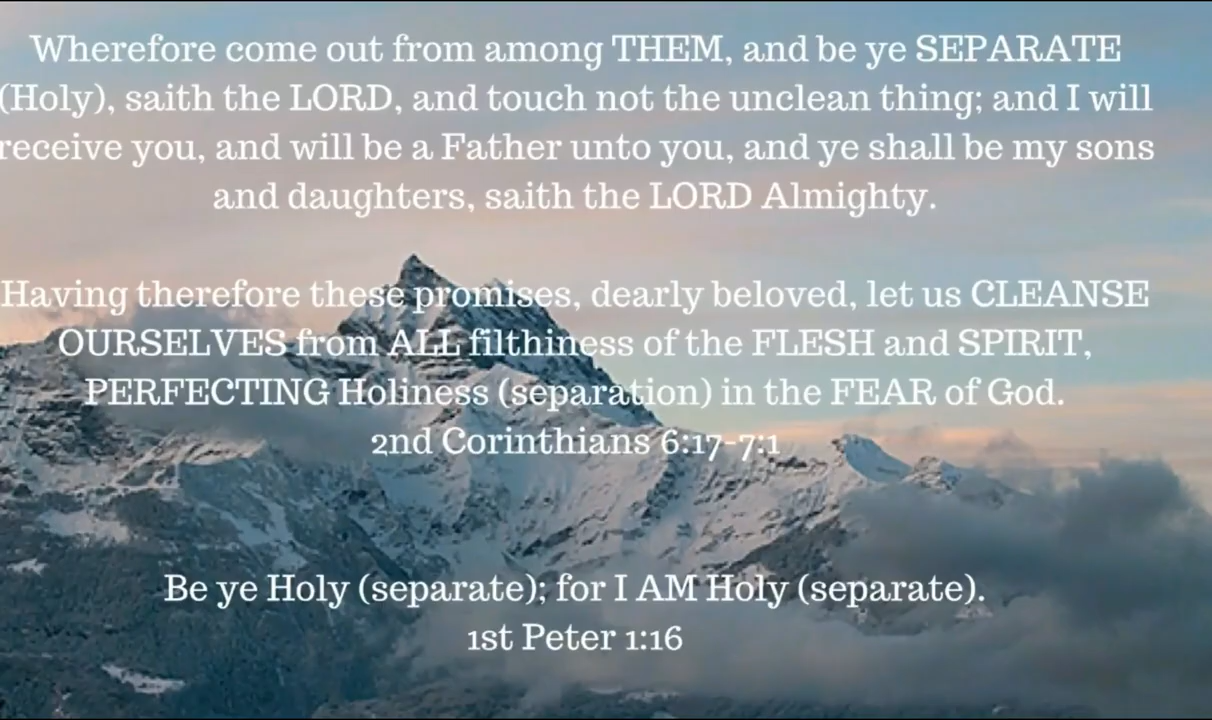 Wherefore come out from among THEM, and be ye SEPARATE
(Holy), saith the LORD, and touch not the unclean thing; and I will
receive you, and will be a Father unto you, and ye shall be my sons
and daughters, saith the LORD Almighty.
Having therefore these promises, dearly beloved, let us CLEANSE
OURSELVES from ALL filthiness of the FLESH and SPIRIT,
PERFECTING Holiness (separation) in the FEAR of God.
2nd Corinthians 6:17-7:1
Be ye Holy (separate); for I AM Holy (separate).
1st Peter 1:16